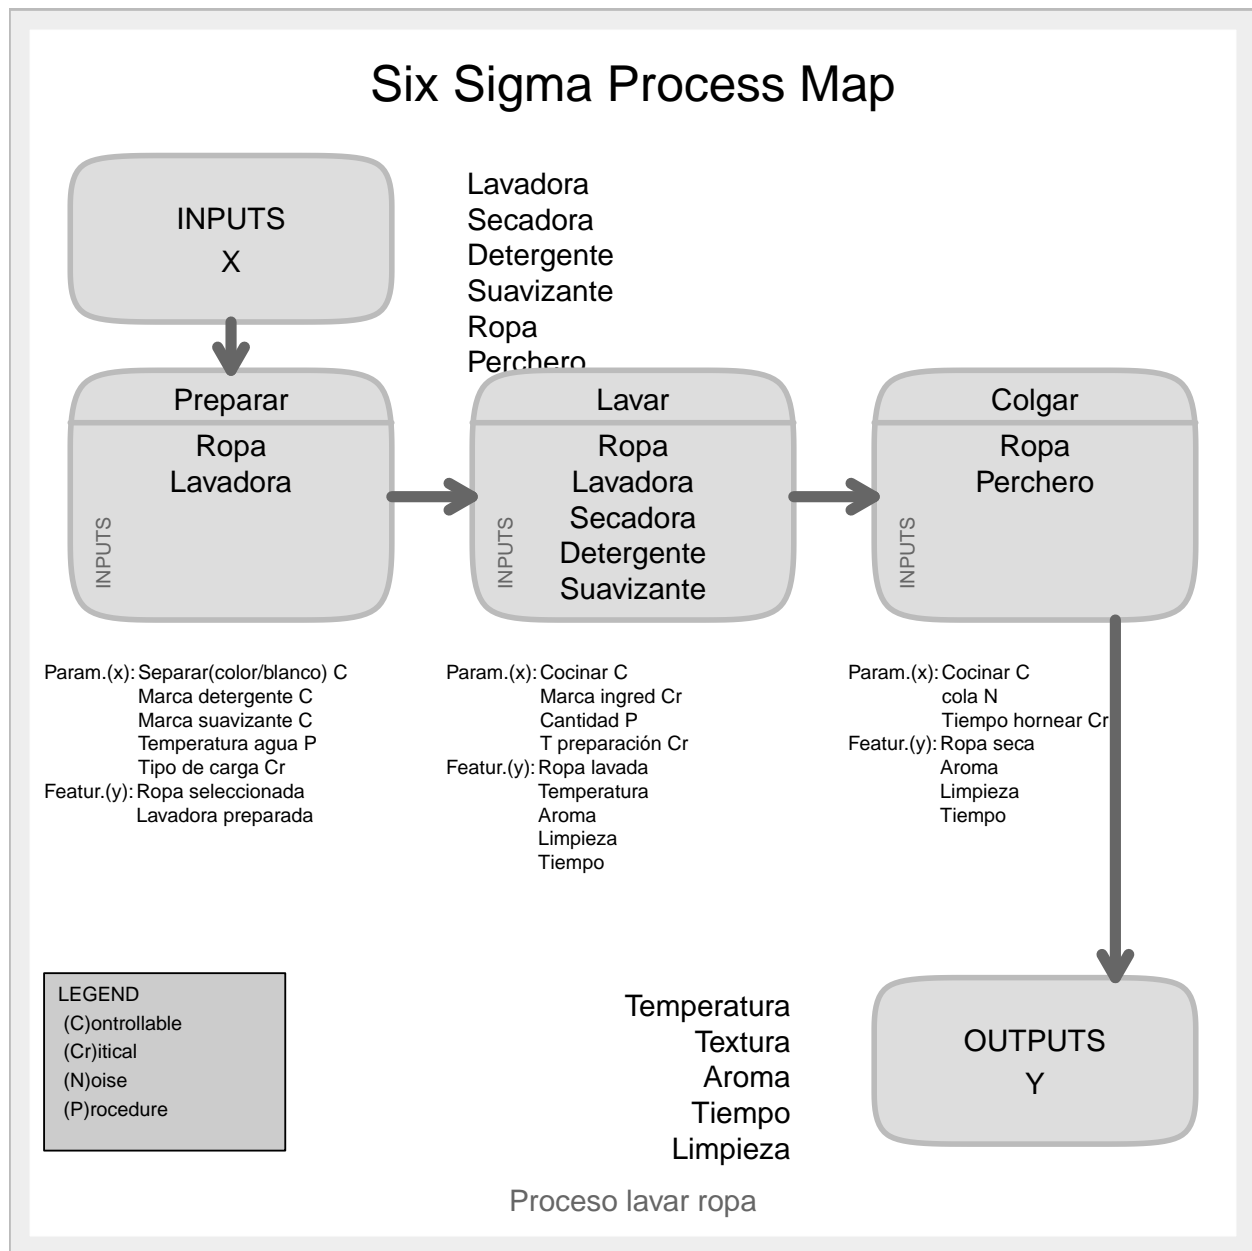 Six Sigma Process Map
INPUTS
X
Lavadora
Secadora
Detergente
Suavizante
Ropa
Perchero
Preparar
Ropa
Lavadora
INPUTS
Lavar
Ropa
Lavadora
Secadora
Detergente
Suavizante
INPUTS
Colgar
Ropa
Perchero
INPUTS
Param.(x): Separar(color/blanco) C
Marca detergente C
Marca suavizante C
Temperatura agua P
Tipo de carga Cr
Featur.(y): Ropa seleccionada
Lavadora preparada
Param.(x): Cocinar C
Marca ingred Cr
Cantidad P
T preparación Cr
Featur.(y): Ropa lavada
Temperatura
Aroma
Limpieza
Tiempo
Param.(x): Cocinar C
cola N
Tiempo hornear Cr
Featur.(y): Ropa seca
Aroma
Limpieza
Tiempo
LEGEND
(C)ontrollable
(Cr)itical
(N)oise
(P)rocedure
Temperatura
Textura
Aroma
Tiempo
Limpieza
OUTPUTS
Y
Proceso lavar ropa